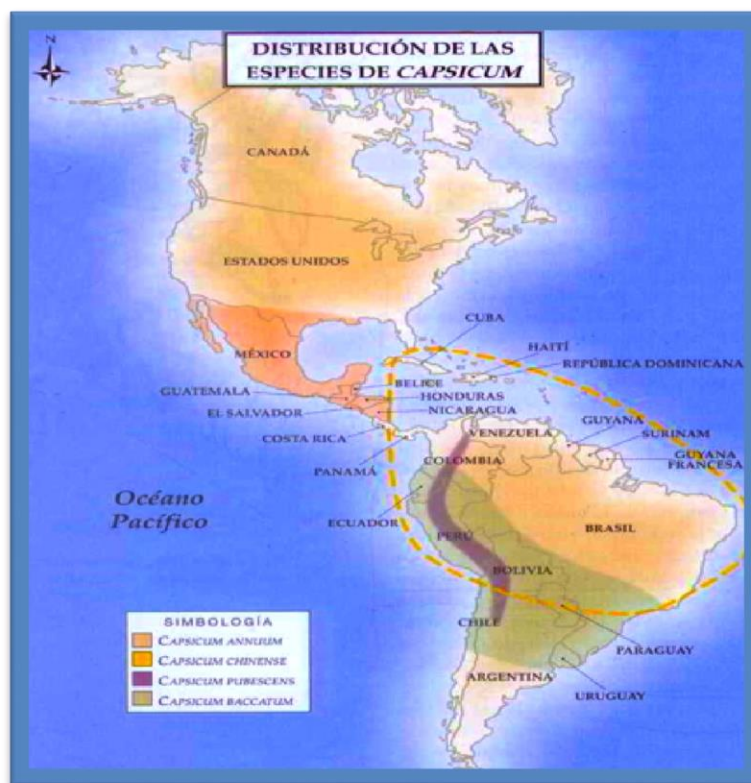 N
DISTRIBUCIÓN DE LAS
ESPECIES DE CAPSICUM
CANADÁ
ESTADOS UNIDOS
CUBA
HAITÍ
MÉXICO
REPÚBLICA DOMINICANA
BELICE
GUATEMALA
HONDURAS
EL SALVADOR
NICARAGUA
GUYANA
COSTA RICA
VENEZUELA
SURINAM
PANAMÁ
COLOMBIA
GUYANA
FRANCESA
Océano
Pacífico
ECUADOR
BRASIL
PERÚ
BOLIVIA
SIMBOLOGÍA
CAPSICUM ANNUUM
CAPSICUM CHINENSE
CAPSICUM PUBESCENS
CAPSICUM BACCATUM
CHILE
PARAGUAY
ARGENTINA
URUGUAY